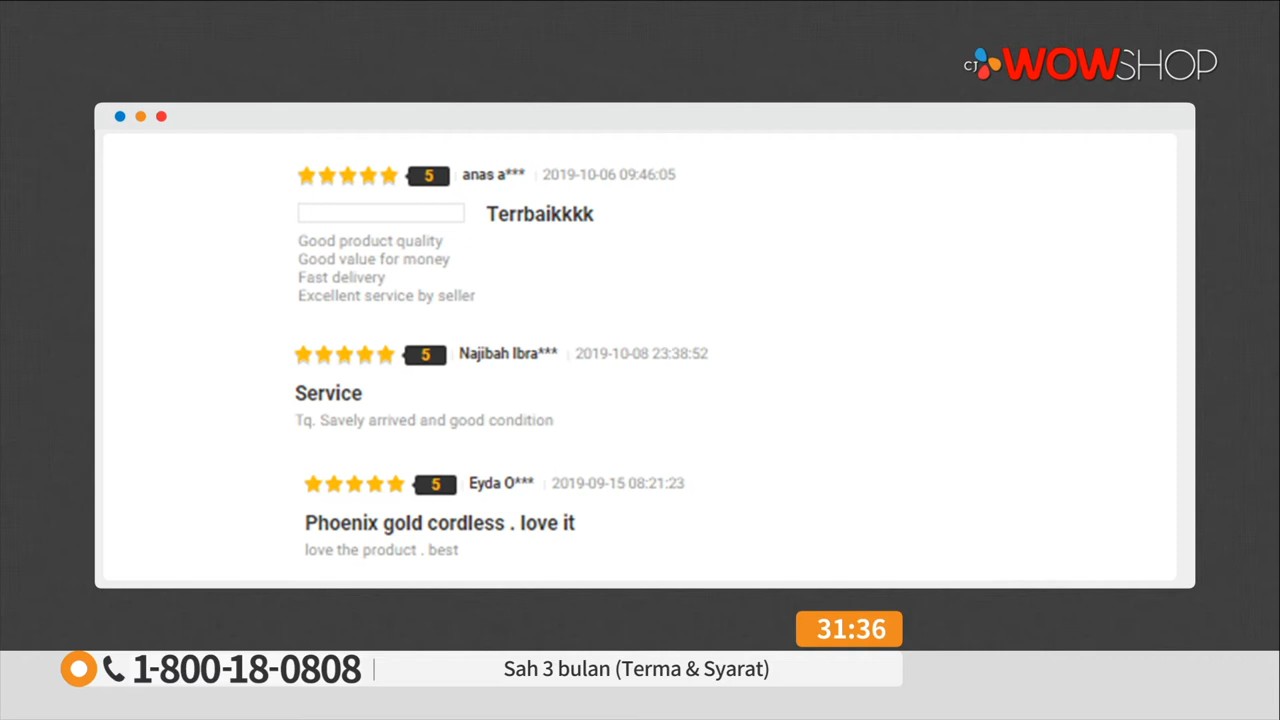 CJ WOWSHOP
5 anas a*** 2019-10-06 09:46:05
Terrbaikkkk
Good product quality
Good value for money
Fast delivery
Excellent service by seller
5 Najibah Ibra*** 2019-10-08 23:38:52
Service
Tq. Savely arrived and good condition
5 Eyda O*** 2019-09-15 08:21:23
Phoenix gold cordless . love it
love the product . best
31:36
1-800-18-0808 Sah 3 bulan (Terma & Syarat)